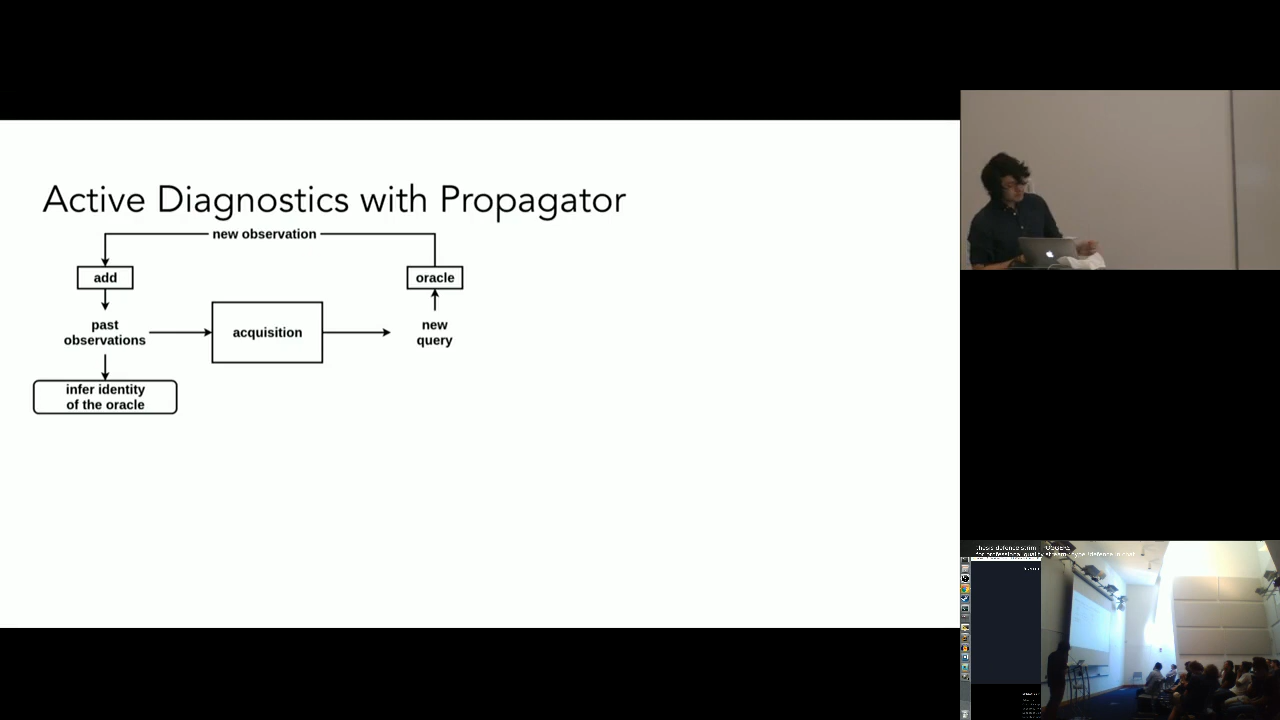 Active Diagnostics with Propagator
new observation
add
oracle
past
observations
acquisition
new
query
infer identity
of the oracle